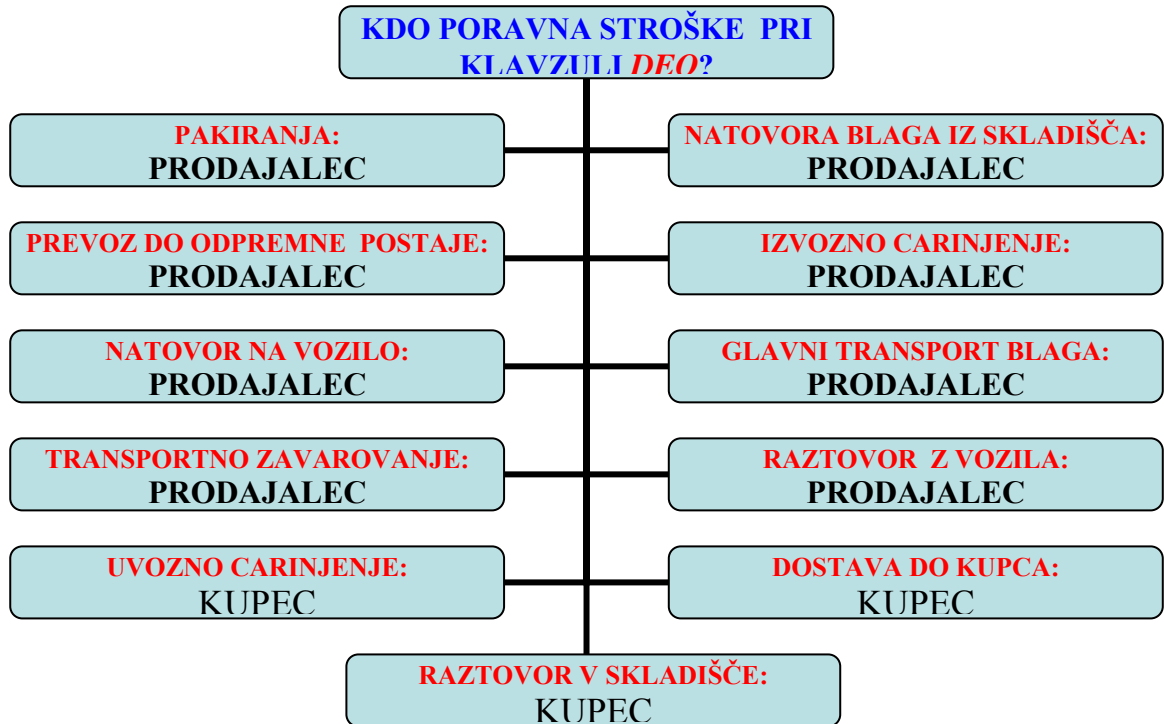 KDO PORAVNA STROŠKE PRI
KLAVZULI DEQ?
PAKIRANJA:
PRODAJALEC
NATOVORA BLAGA IZ SKLADIŠČA:
PRODAJALEC
PREVOZ DO ODPREMNE POSTAJE:
PRODAJALEC
IZVOZNO CARINJENJE:
PRODAJALEC
NATOVOR NA VOZILO:
PRODAJALEC
GLAVNI TRANSPORT BLAGA:
PRODAJALEC
TRANSPORTNO ZAVAROVANJE:
PRODAJALEC
RAZTOVOR Z VOZILA:
PRODAJALEC
UVOZNO CARINJENJE:
KUPEC
DOSTAVA DO KUPCA:
KUPEC
RAZTOVOR V SKLADIŠČE:
KUPEC